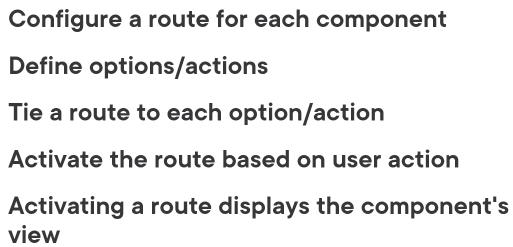 Configure a route for each component
Define options/actions
Tie a route to each option/action
Activate the route based on user action
Activating a route displays the component's
view